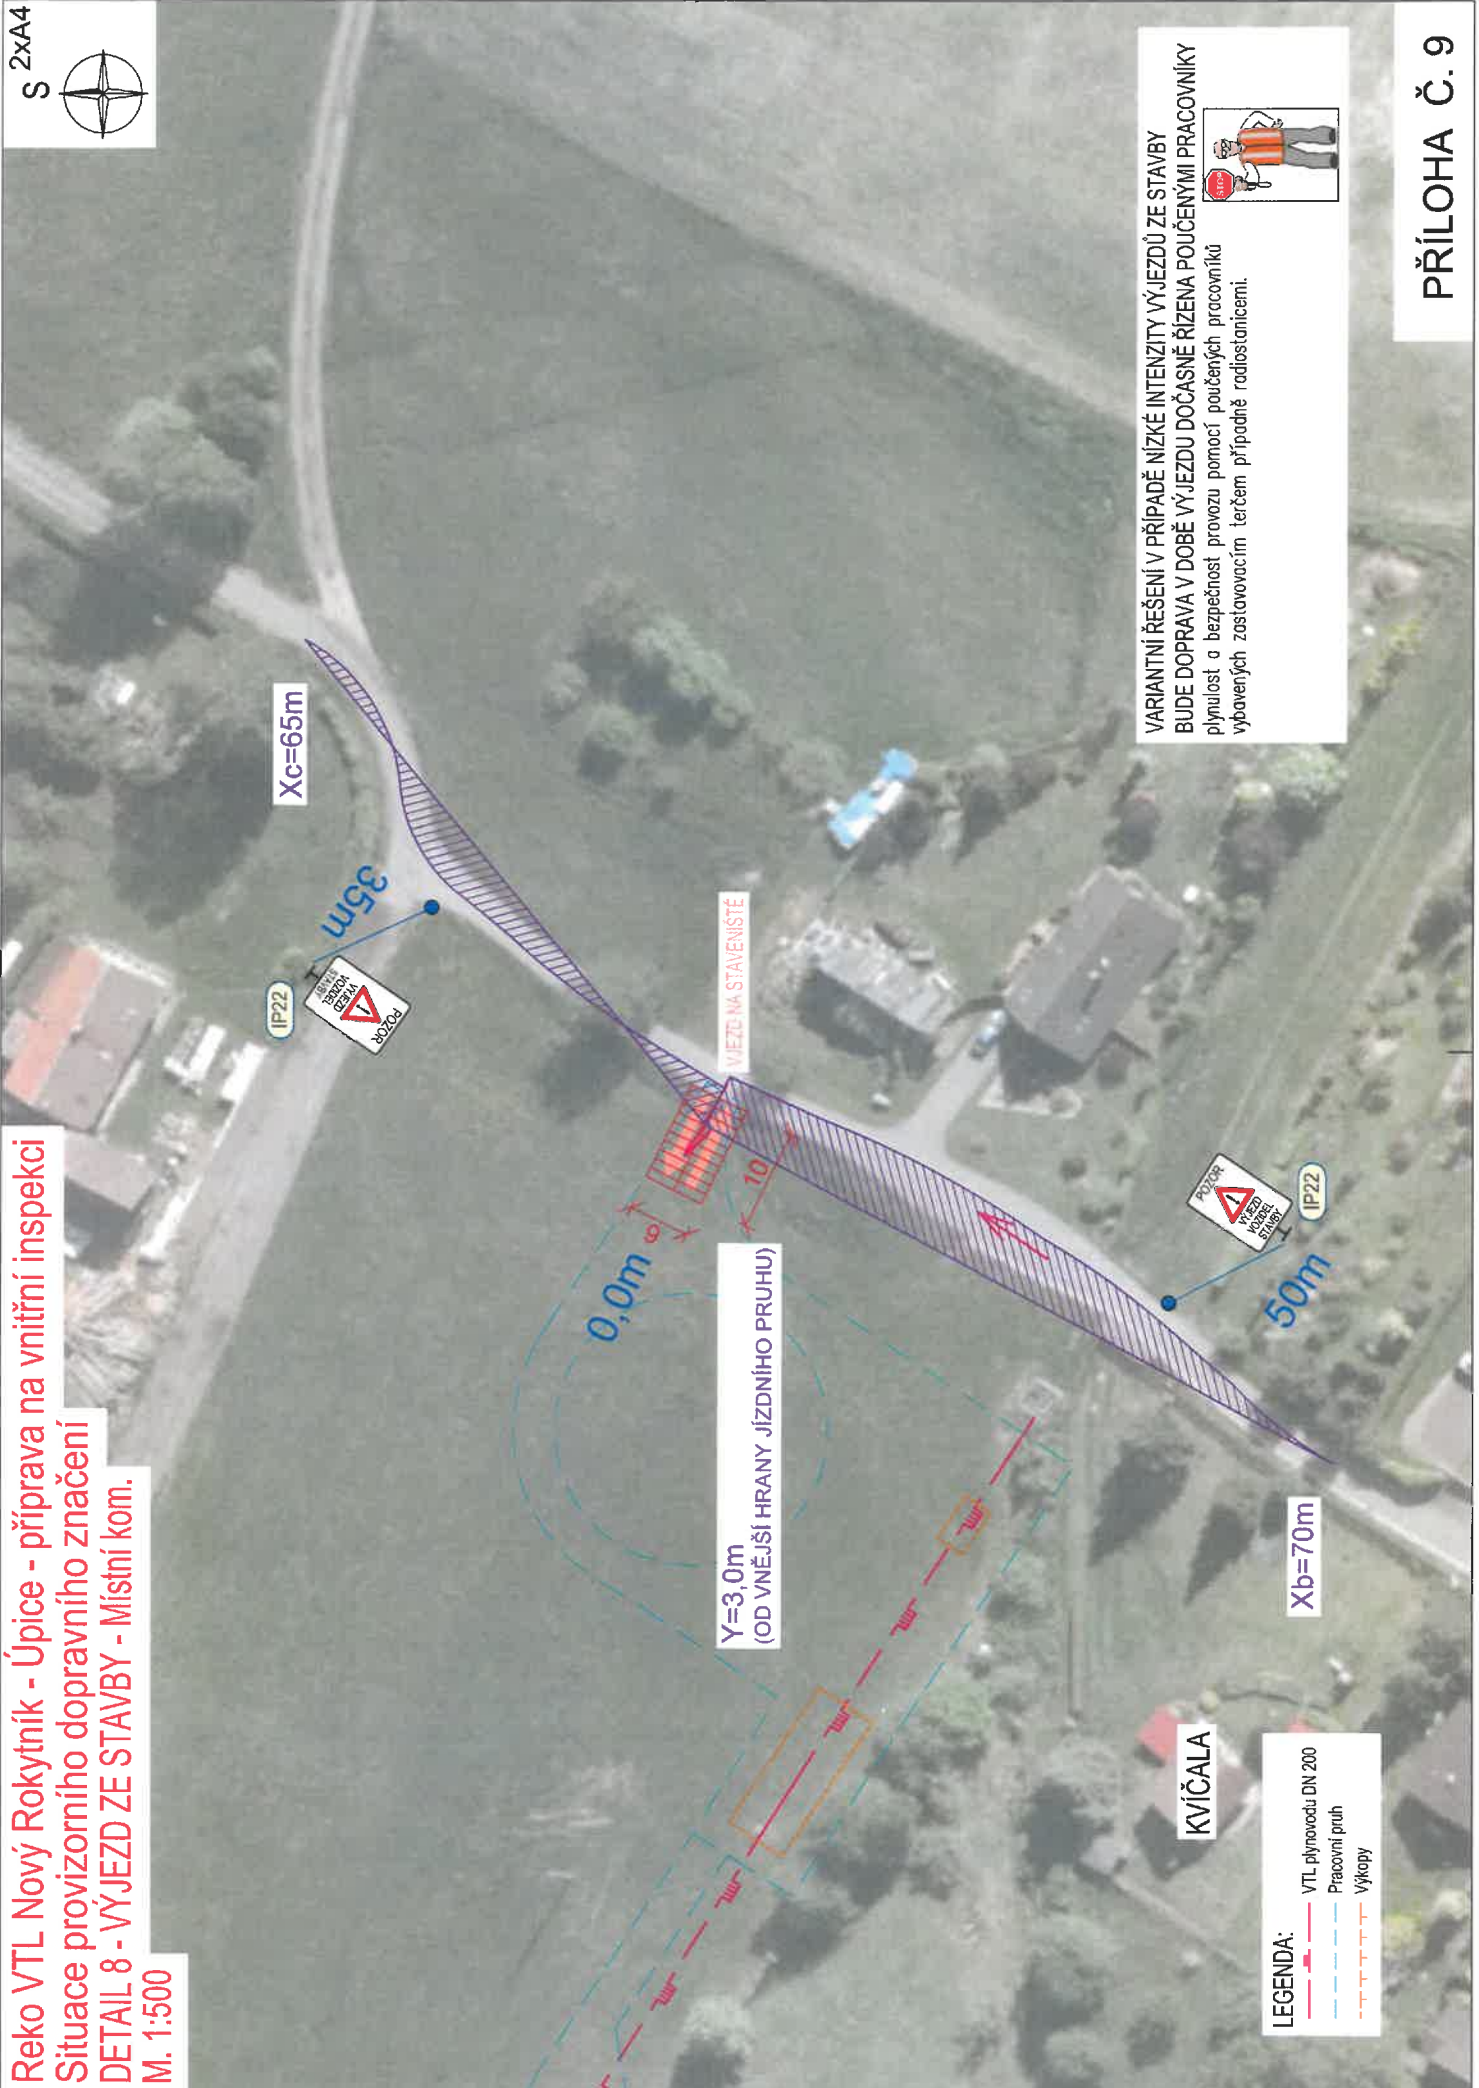 Reko VTL Nový Rokytník - Úpice - příprava na vnitřní inspekci
Situace provizorního dopravního značení
DETAIL 8 - VÝJEZD ZE STAVBY - Místní kom.
M. 1:500
S 2xA4
Xc=65m
35m
IP22
POZOR
VÝJEZD
VOZIDEL
STAVBY
VJEZD NA STAVENIŠTĚ
0,0m
6
10
Y=3,0m
(OD VNĚJŠÍ HRANY JÍZDNÍHO PRUHU)
POZOR
VÝJEZD
VOZIDEL
STAVBY
IP22
50m
Xb=70m
KVÍČALA
LEGENDA:
VTL plynovodu DN 200
Pracovní pruh
Výkopy
VARIANTNÍ ŘEŠENÍ V PŘÍPADĚ NÍZKÉ INTENZITY VÝJEZDŮ ZE STAVBY
BUDE DOPRAVA V DOBĚ VÝJEZDU DOČASNĚ ŘÍZENA POUČENÝMI PRACOVNÍKY
plynulost a bezpečnost provozu pomocí poučených pracovníků
vybavených zastavovacím terčem případně radiostanicemi.
STOP
PŘÍLOHA Č. 9